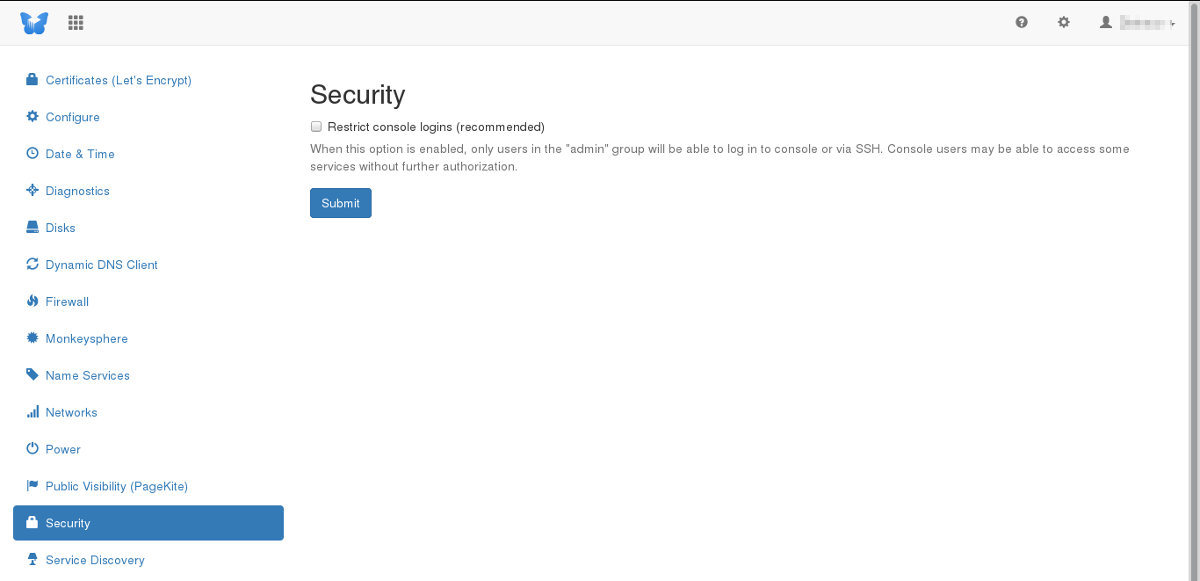 Certificates (Let's Encrypt)
Configure
Date & Time
Diagnostics
Disks
Dynamic DNS Client
Firewall
Monkeysphere
Name Services
Networks
Power
Public Visibility (PageKite)
Security
Service Discovery
Security
Restrict console logins (recommended)
When this option is enabled, only users in the "admin" group will be able to log in to console or via SSH. Console users may be able to access some
services without further authorization.
Submit